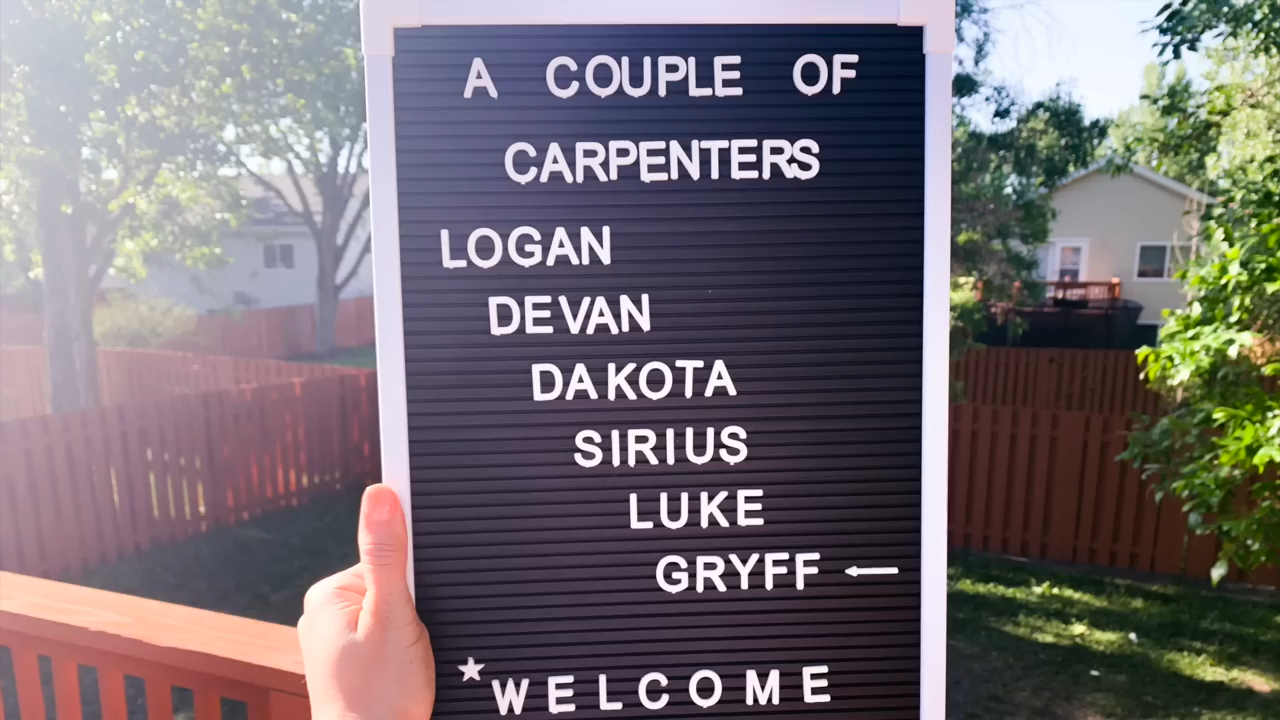 A COUPLE OF
CARPENTERS
LOGAN
DEVAN
DAKOTA
SIRIUS
LUKE
GRYFF ←
★WELCOME